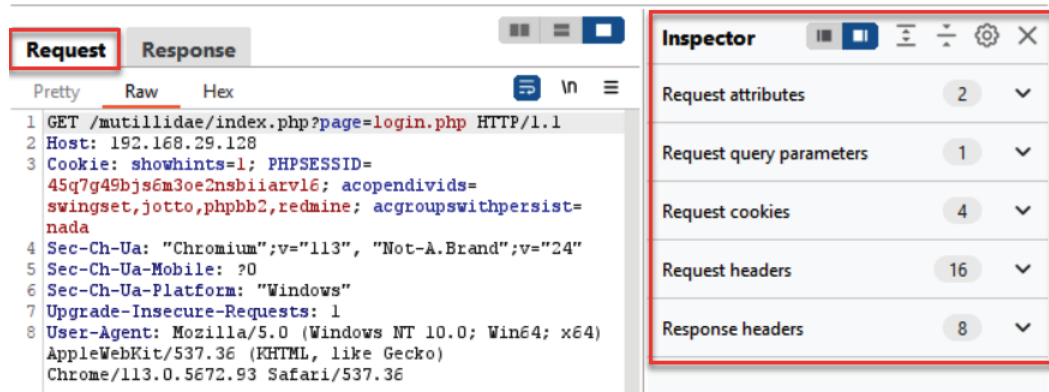 Request
Response
Pretty
Raw
Hex
\n
1 GET /mutillidae/index.php?page=login.php HTTP/1.1
2 Host: 192.168.29.128
3 Cookie: showhints=1; PHPSESSID=
45q7g49bjs6m3oe2nsbiiarvl6; acopendivids=
swingset,jotto,phpbb2,redmine; acgroupswithpersist=
nada
4 Sec-Ch-Ua: "Chromium";v="113", "Not-A.Brand";v="24"
5 Sec-Ch-Ua-Mobile: ?0
6 Sec-Ch-Ua-Platform: "Windows"
7 Upgrade-Insecure-Requests: 1
8 User-Agent: Mozilla/5.0 (Windows NT 10.0; Win64; x64)
AppleWebKit/537.36 (KHTML, like Gecko)
Chrome/113.0.5672.93 Safari/537.36
Inspector
Request attributes 2
Request query parameters 1
Request cookies 4
Request headers 16
Response headers 8